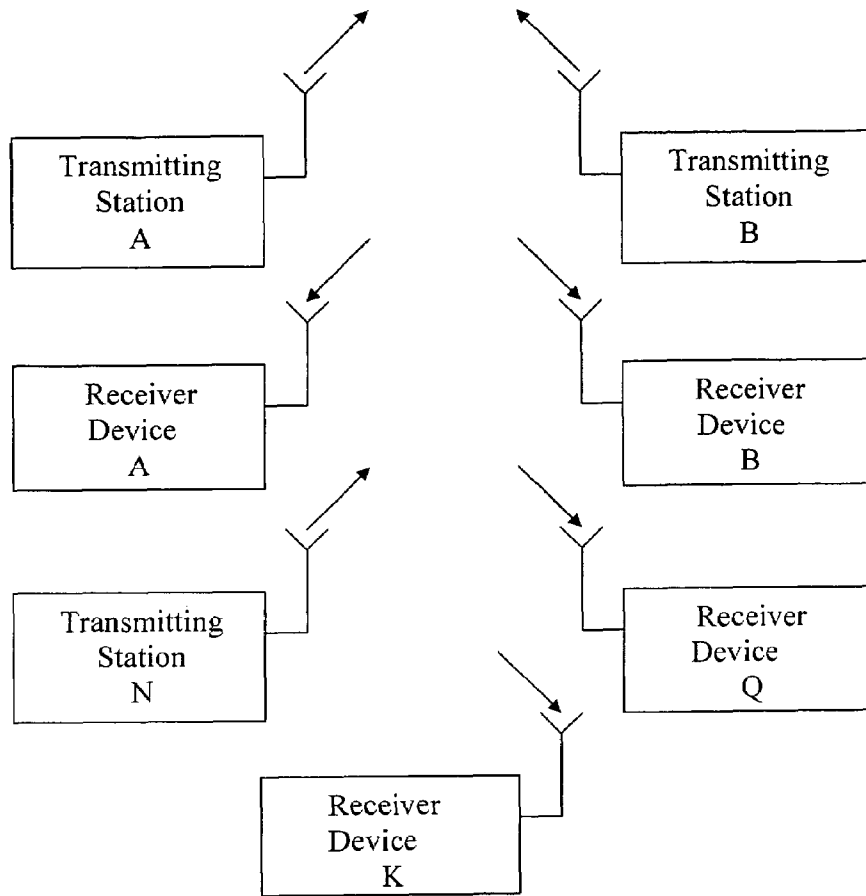 Transmitting
Station
A
Transmitting
Station
B
Receiver
Device
A
Receiver
Device
B
Transmitting
Station
N
Receiver
Device
Q
Receiver
Device
K